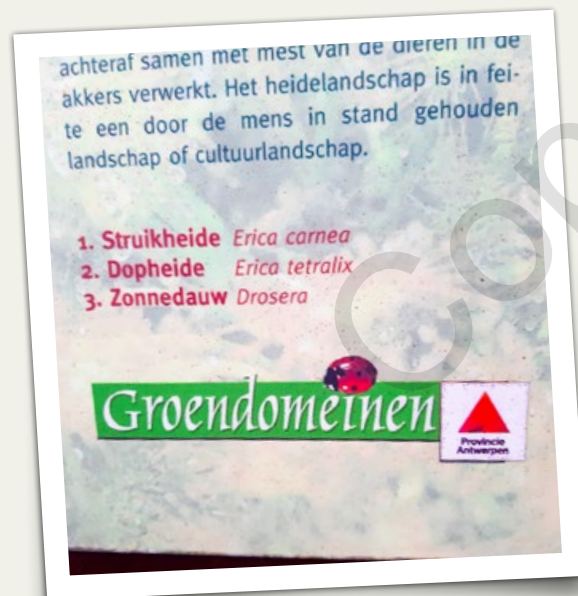 achteraf samen met mest van de dieren in de
akkers verwerkt. Het heidelandschap is in fei-
te een door de mens in stand gehouden
landschap of cultuurlandschap.
1. Struikheide Erica carnea
2. Dopheide Erica tetralix
3. Zonnedauw Drosera
Groendomeinen
Provincie
Antwerpen